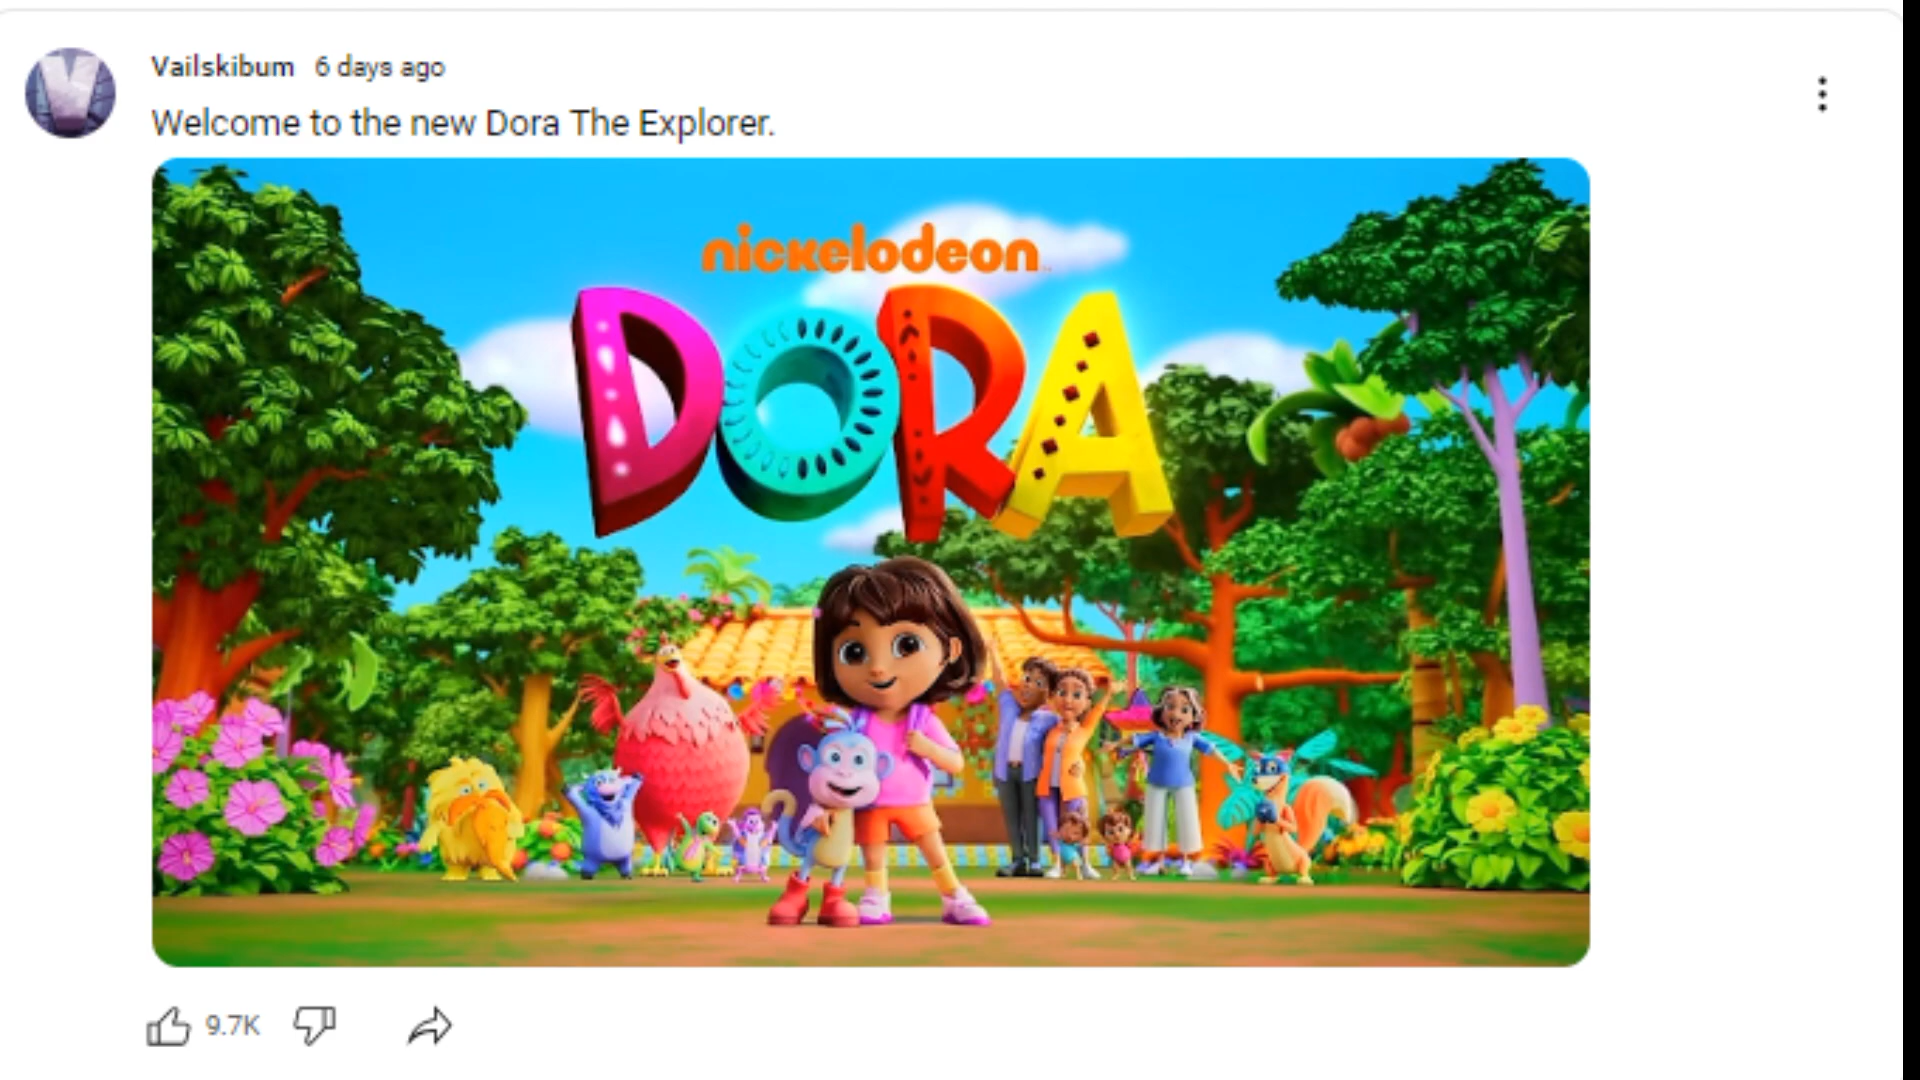 Vailskibum 6 days ago
Welcome to the new Dora The Explorer.
nickelodeon
DORA
9.7K